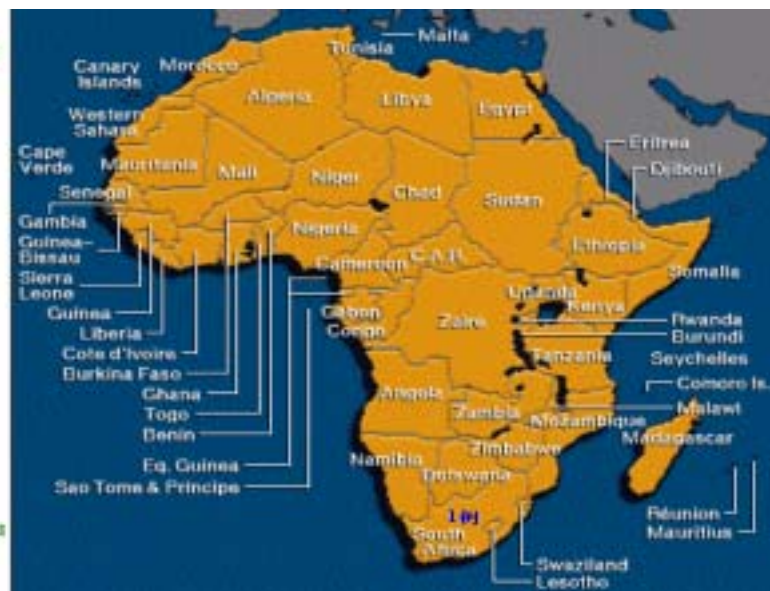 Malta
Tunisia
Canary
Islands
Morocco
Algeria
Libya
Egypt
Western
Sahara
Cape
Verde
Mauritania
Mali
Niger
Chad
Sudan
Eritrea
Djibouti
Senegal
Gambia
Guinea-
Bissau
Nigeria
Ethiopia
Sierra
Leone
Cameroon
C.A.R.
Somalia
Guinea
Liberia
Gabon
Congo
Zaire
Uganda
Kenya
Rwanda
Burundi
Cote d'Ivoire
Burkina Faso
Tanzania
Seychelles
Ghana
Togo
Benin
Comoro Is.
Malawi
Angola
Zambia
Mozambique
Madagascar
Eq. Guinea
Sao Tome & Principe
Namibia
Zimbabwe
Botswana
South
Africa
Réunion
Mauritius
Swaziland
Lesotho